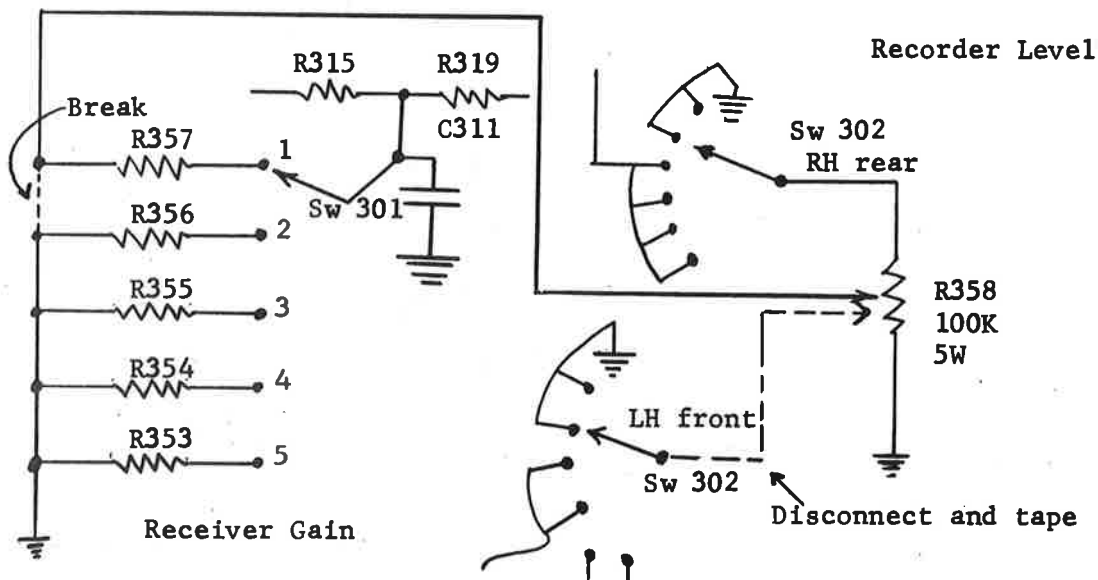 Recorder Level
R315
R319
Break
C311
R357
1
Sw 302
RH rear
Sw 301
R356
2
R355
3
R358
100K
5W
R354
4
LH front
R353
5
Sw 302
Disconnect and tape
Receiver Gain